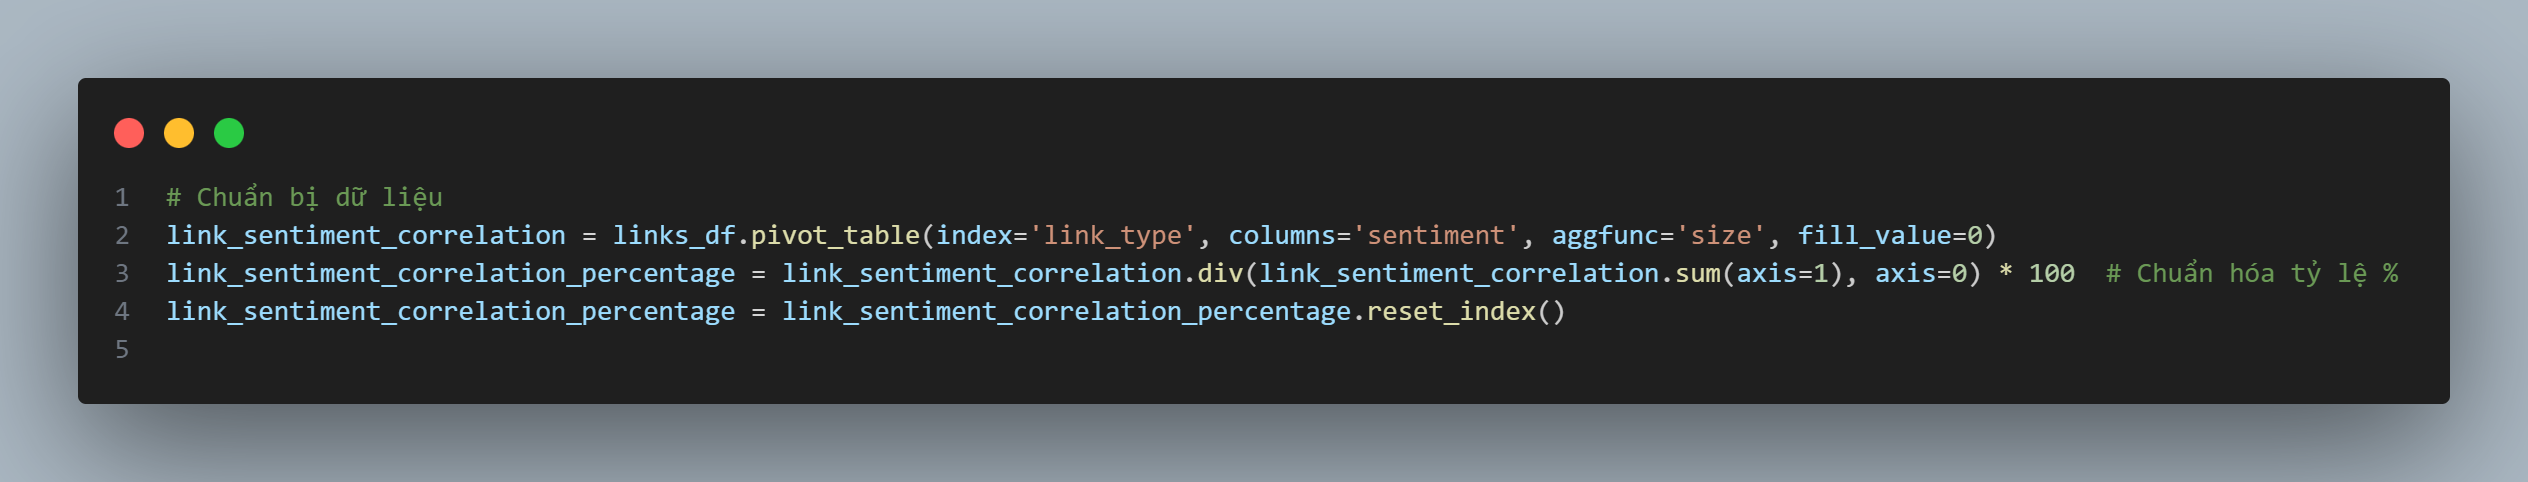 1 # Chuẩn bị dữ liệu
2 link_sentiment_correlation = links_df.pivot_table(index='link_type', columns='sentiment', aggfunc='size', fill_value=0)
3 link_sentiment_correlation_percentage = link_sentiment_correlation.div(link_sentiment_correlation.sum(axis=1), axis=0) * 100  # Chuẩn hóa tỷ lệ %
4 link_sentiment_correlation_percentage = link_sentiment_correlation_percentage.reset_index()
5